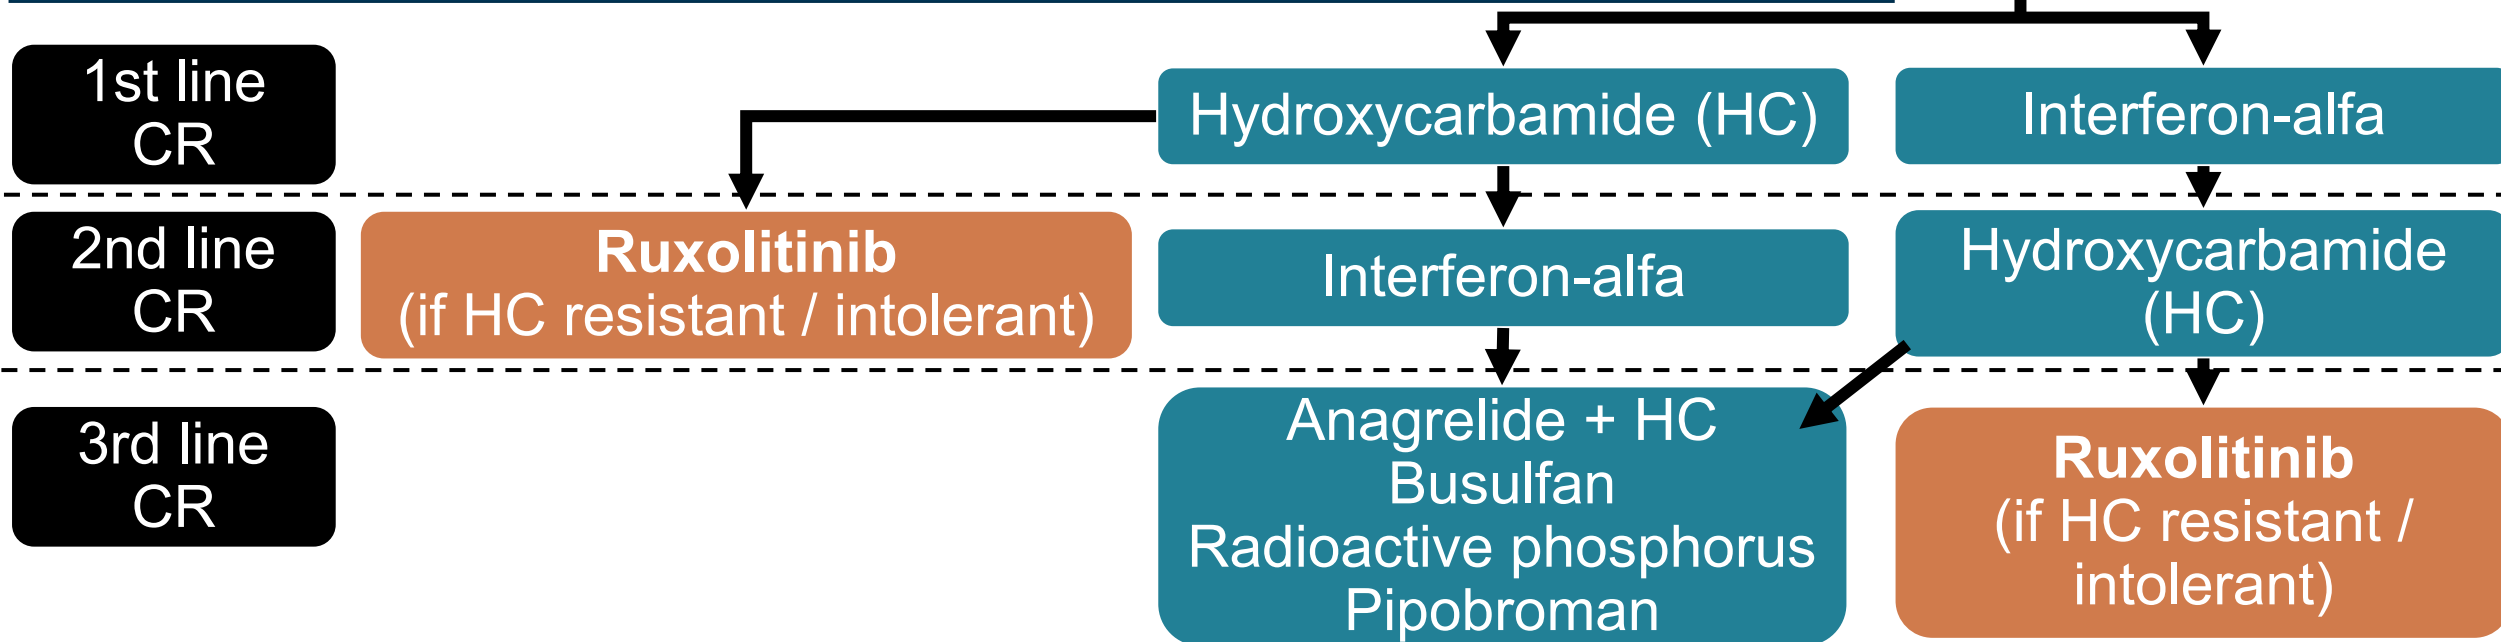 1st line
CR
Hydroxycarbamide (HC)
Interferon-alfa
2nd line
CR
Ruxolitinib
(if HC resistant / intolerant)
Interferon-alfa
Hydroxycarbamide
(HC)
3rd line
CR
Anagrelide + HC
Busulfan
Radioactive phosphorus
Pipobroman
Ruxolitinib
(if HC resistant /
intolerant)